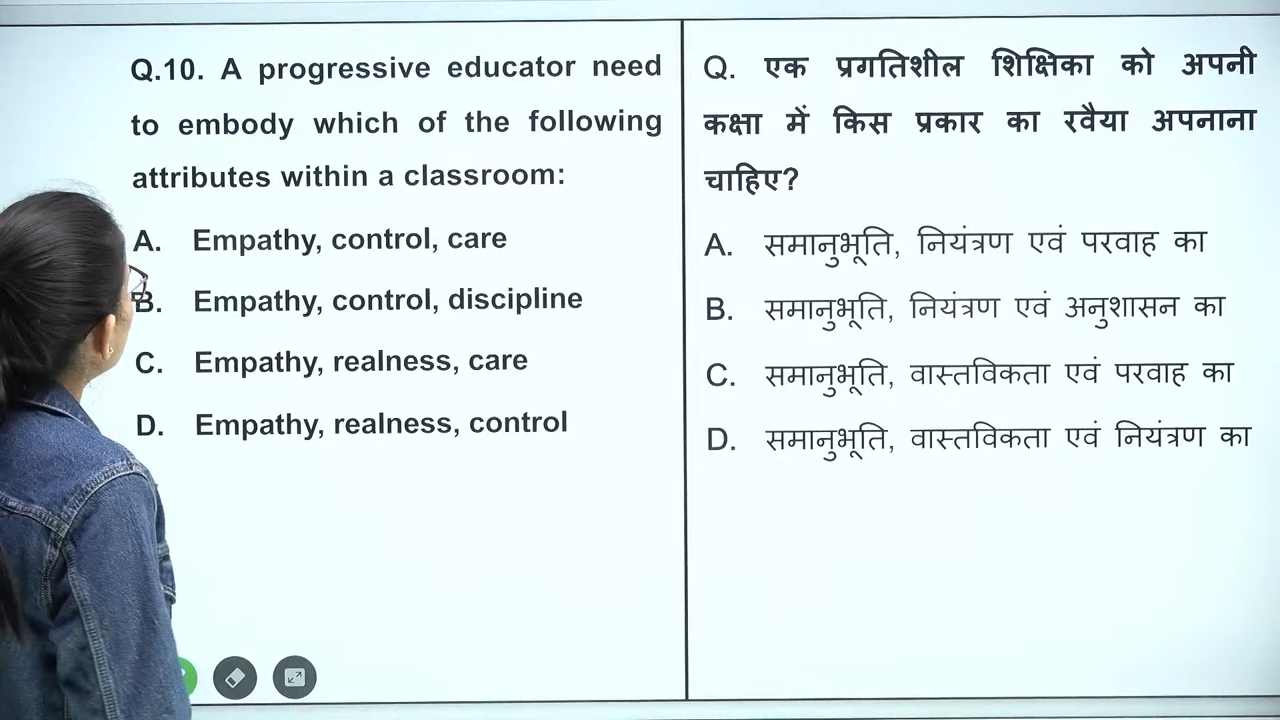 Q.10. A progressive educator need
to embody which of the following
attributes within a classroom:
A. Empathy, control, care
B. Empathy, control, discipline
C. Empathy, realness, care
D. Empathy, realness, control
Q. एक प्रगतिशील शिक्षिका को अपनी
कक्षा में किस प्रकार का रवैया अपनाना
चाहिए?
A. समानुभूति, नियंत्रण एवं परवाह का
B. समानुभूति, नियंत्रण एवं अनुशासन का
C. समानुभूति, वास्तविकता एवं परवाह का
D. समानुभूति, वास्तविकता एवं नियंत्रण का